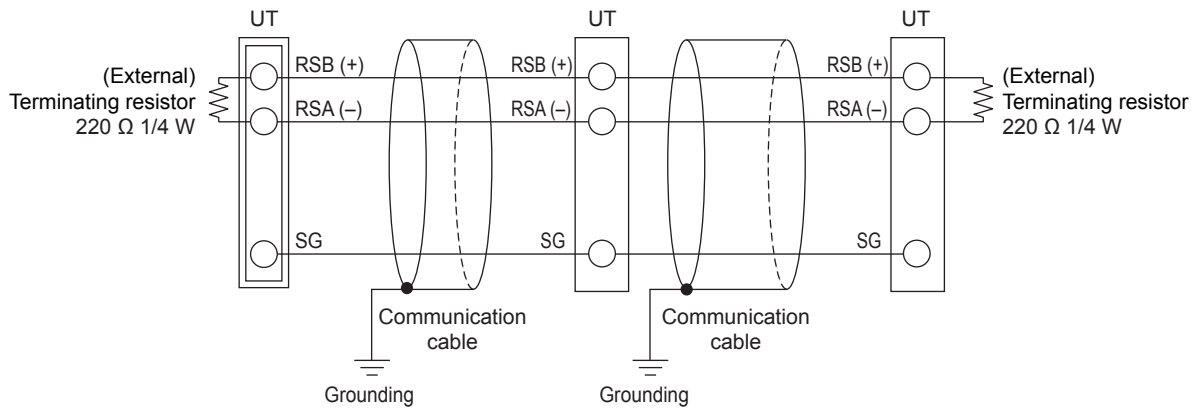 UT
UT
UT
(External)
Terminating resistor
220 Ω 1/4 W
RSB (+)
RSA (–)
SG
RSB (+)
RSA (–)
SG
RSB (+)
RSA (–)
SG
(External)
Terminating resistor
220 Ω 1/4 W
Communication
cable
Grounding
Communication
cable
Grounding